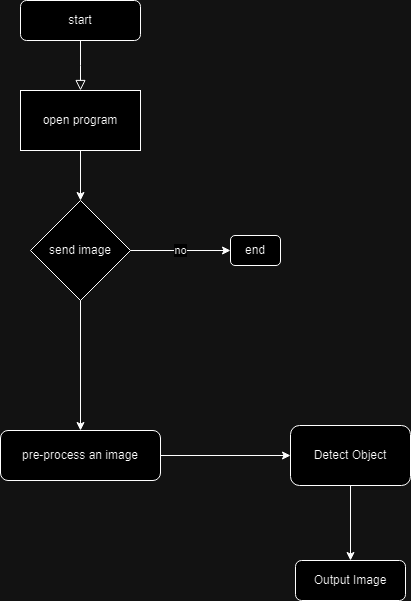 start
open program
send image
no
end
pre-process an image
Detect Object
Output Image